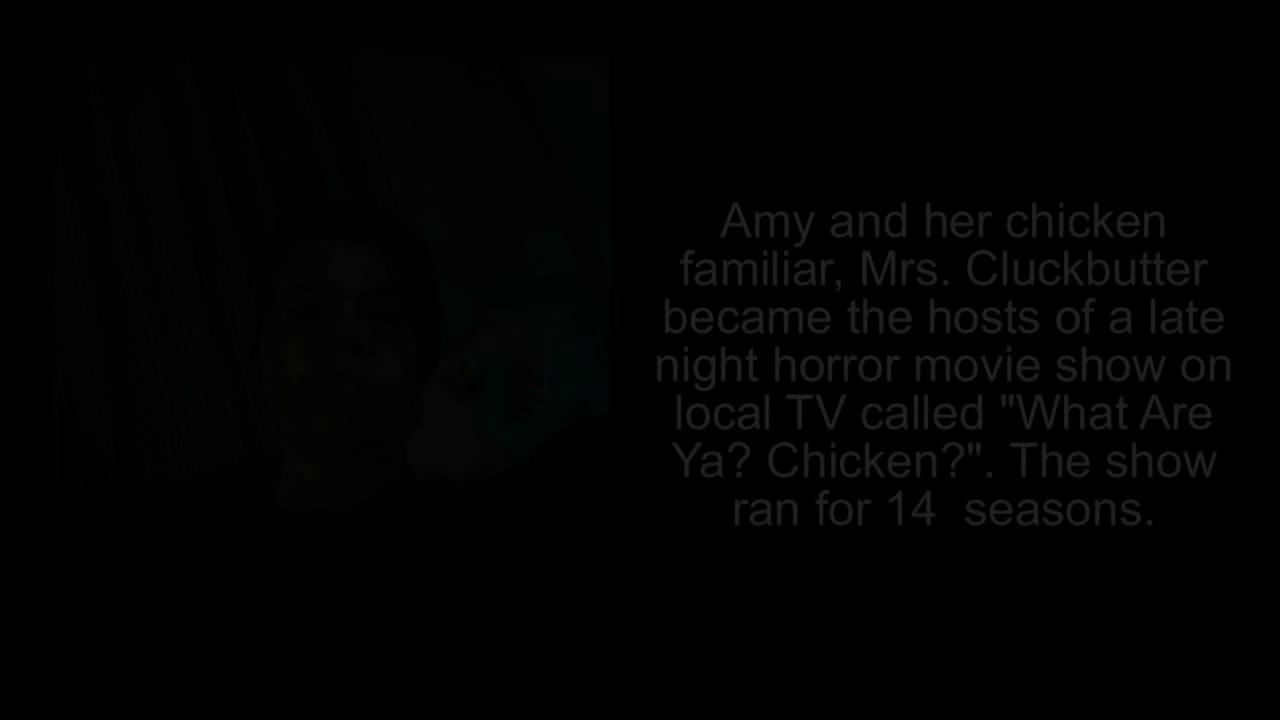 Amy and her chicken
familiar, Mrs. Cluckbutter
became the hosts of a late
night horror movie show on
local TV called "What Are
Ya? Chicken?". The show
ran for 14  seasons.